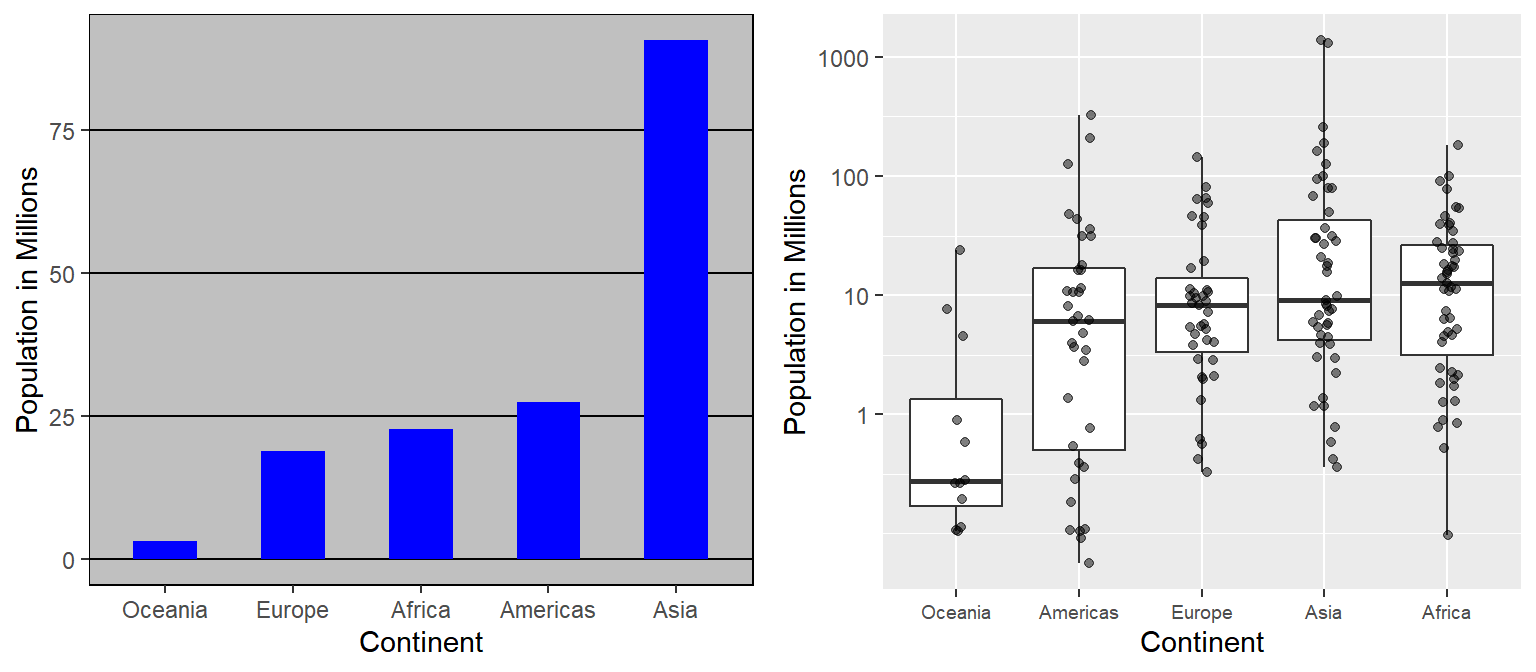 Population in Millions
75
50
25
0
Oceania Europe Africa Americas Asia
Continent
Population in Millions
1000
100
10
1
Oceania Americas Europe Asia Africa
Continent